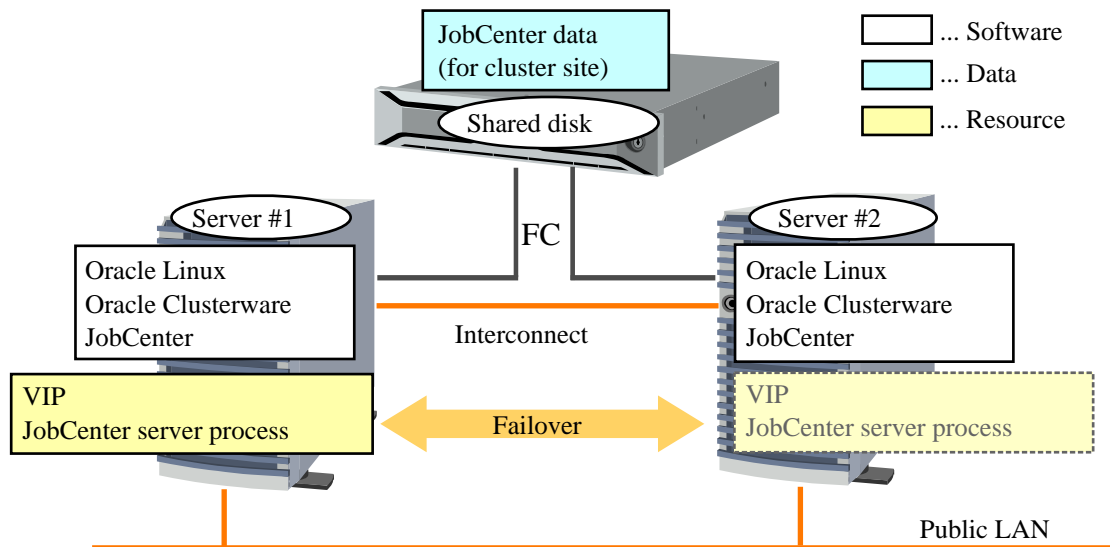 JobCenter data
(for cluster site)
Shared disk
... Software
... Data
... Resource
Server #1
Oracle Linux
Oracle Clusterware
JobCenter
VIP
JobCenter server process
FC
Interconnect
Failover
Server #2
Oracle Linux
Oracle Clusterware
JobCenter
VIP
JobCenter server process
Public LAN